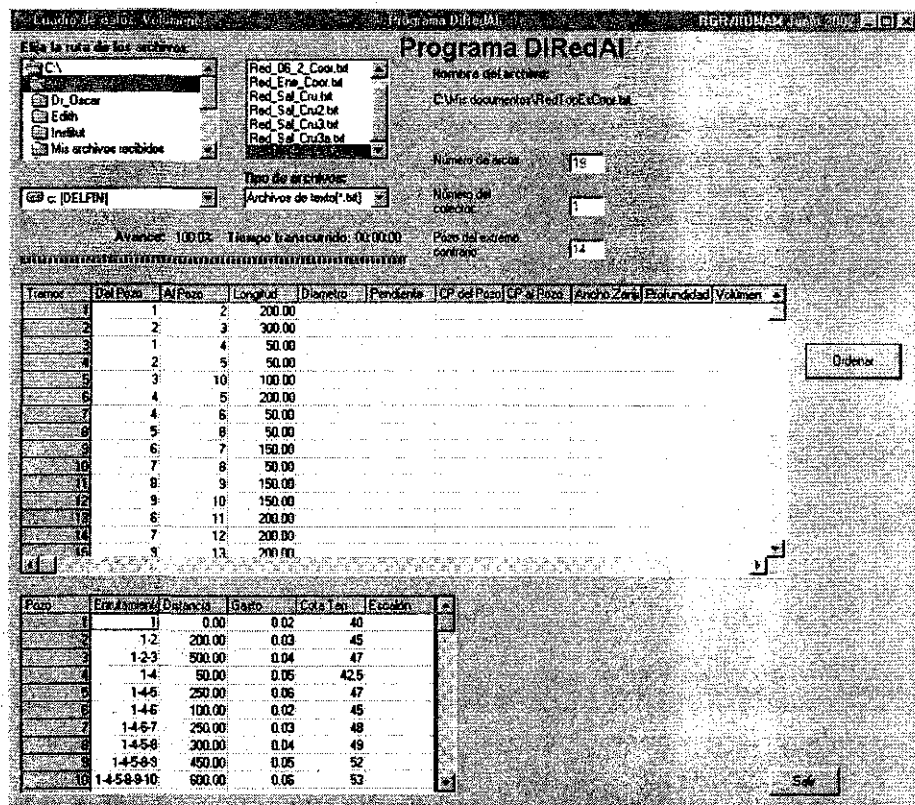 Cuadro de datos. Volumenes Programa DIRedAl RGR/IIUNAM Junio 2002
Elija la ruta de los archivos:
Programa DIRedAl
C:\
Dr_Oscar
Edith
Institut
Mis archivos recibidos
Red_06_2_Coor.txt
Red_Ene_Coor.txt
Red_Sal_Cru.txt
Red_Sal_Cru2.txt
Red_Sal_Cru3.txt
Red_Sal_Cru3a.txt
Nombre del archivo:
C:\Mis documentos\RedTopExCoor.txt
Tipo de archivos:
c: [DELFIN]
Archivos de texto(*.txt)
Número de arcos 19
Número del colector 1
Pozo del extremo contrario 14
Avance: 100.0% Tiempo transcurrido: 00:00:00
Tramos Del Pozo Al Pozo Longitud Diametro Pendiente CP del Pozo CP al Pozo Ancho Zanja Profundidad Volumen
1 1 2 200.00
2 2 3 300.00
3 1 4 50.00
4 2 5 50.00
5 3 10 100.00
6 4 5 200.00
7 4 6 50.00
8 5 8 50.00
9 6 7 150.00
10 7 8 50.00
11 8 9 150.00
12 9 10 150.00
13 6 11 200.00
14 7 12 200.00
15 9 13 200.00
Ordenar
Pozo Enrutamient Distancia Gasto Cota Ten Escalón
1 1 0.00 0.02 40
2 1-2 200.00 0.03 45
3 1-2-3 500.00 0.04 47
4 1-4 50.00 0.05 42.5
5 1-4-5 250.00 0.06 47
6 1-4-6 100.00 0.02 45
7 1-4-6-7 250.00 0.03 48
8 1-4-5-8 300.00 0.04 49
9 1-4-5-8-9 450.00 0.05 52
10 1-4-5-8-9-10 600.00 0.06 53
Salir